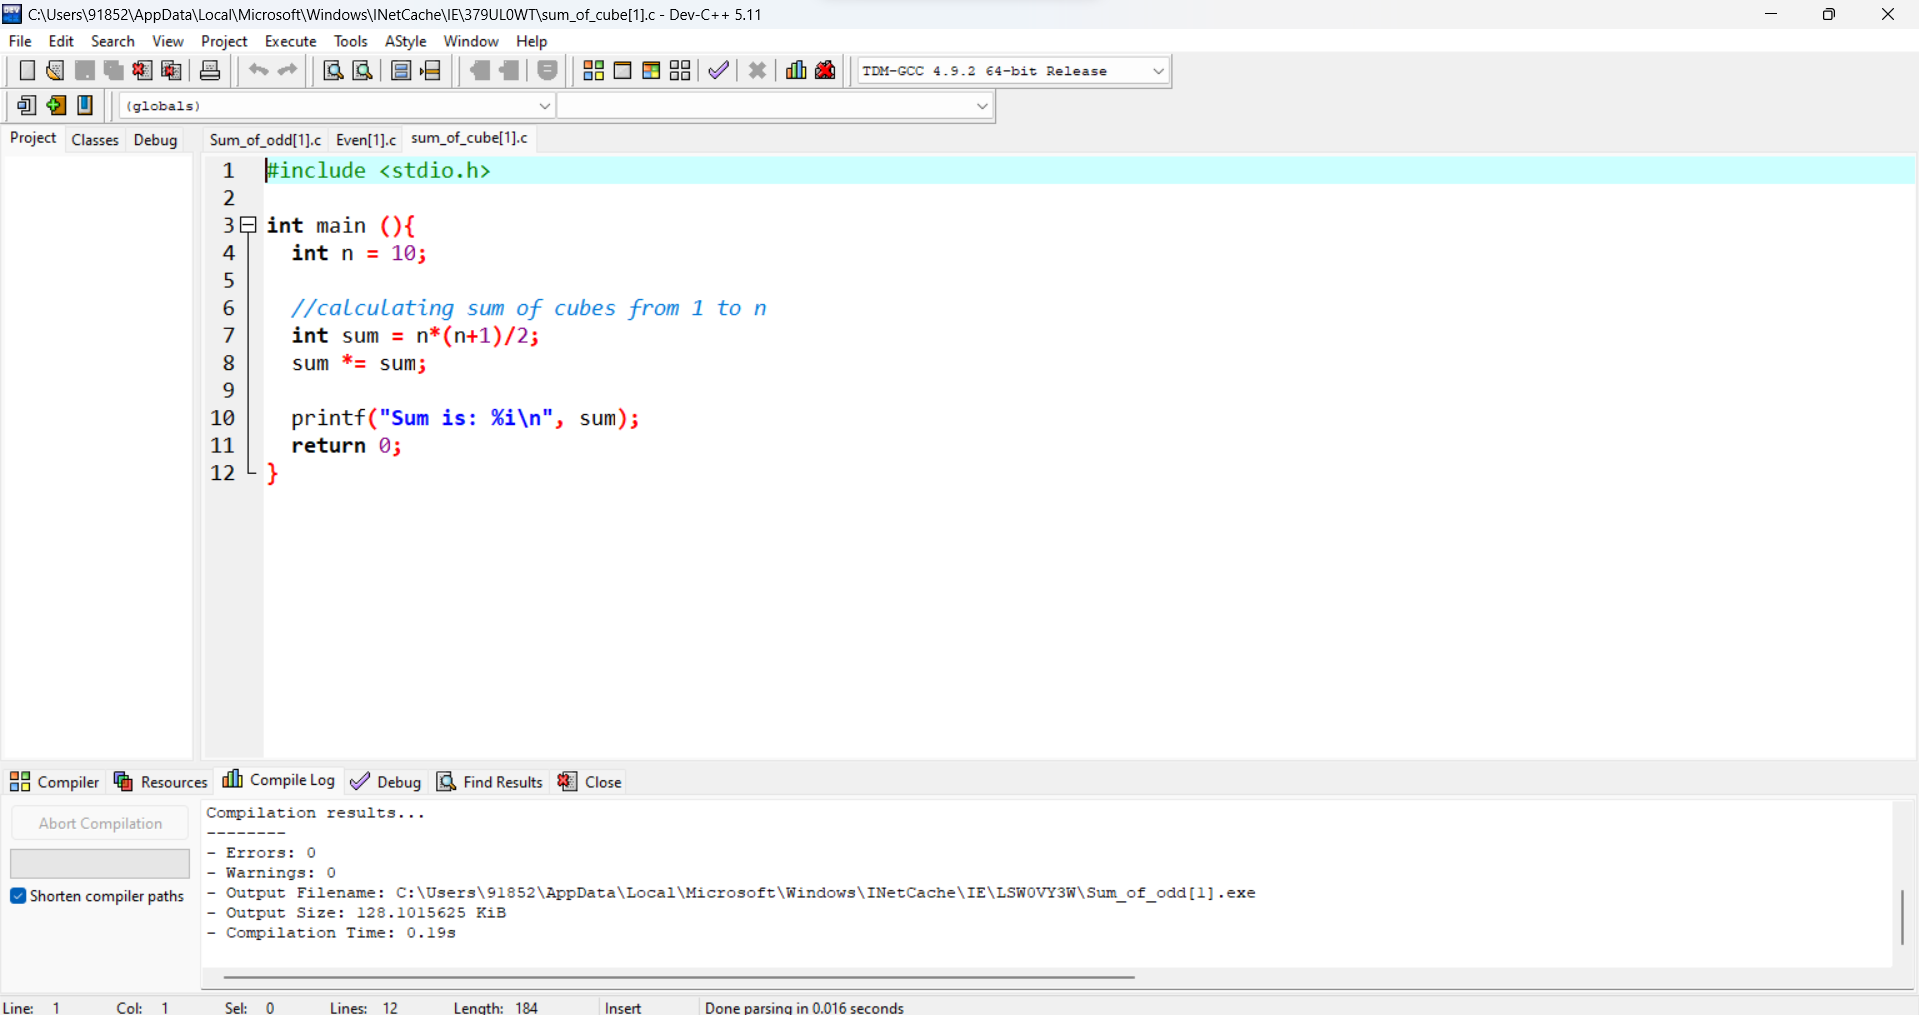 C:\Users\91852\AppData\Local\Microsoft\Windows\INetCache\IE\379UL0WT\sum_of_cube[1].c - Dev-C++ 5.11
File Edit Search View Project Execute Tools AStyle Window Help
TDM-GCC 4.9.2 64-bit Release
(globals)
Project Classes Debug Sum_of_odd[1].c Even[1].c sum_of_cube[1].c
1 #include <stdio.h>
2
3 int main (){
4 int n = 10;
5
6 //calculating sum of cubes from 1 to n
7 int sum = n*(n+1)/2;
8 sum *= sum;
9
10 printf("Sum is: %i\n", sum);
11 return 0;
12 }
Compiler Resources Compile Log Debug Find Results Close
Abort Compilation
Shorten compiler paths
Compilation results...
--------
- Errors: 0
- Warnings: 0
- Output Filename: C:\Users\91852\AppData\Local\Microsoft\Windows\INetCache\IE\LSW0VY3W\Sum_of_odd[1].exe
- Output Size: 128.1015625 KiB
- Compilation Time: 0.19s
Line: 1 Col: 1 Sel: 0 Lines: 12 Length: 184 Insert Done parsing in 0.016 seconds